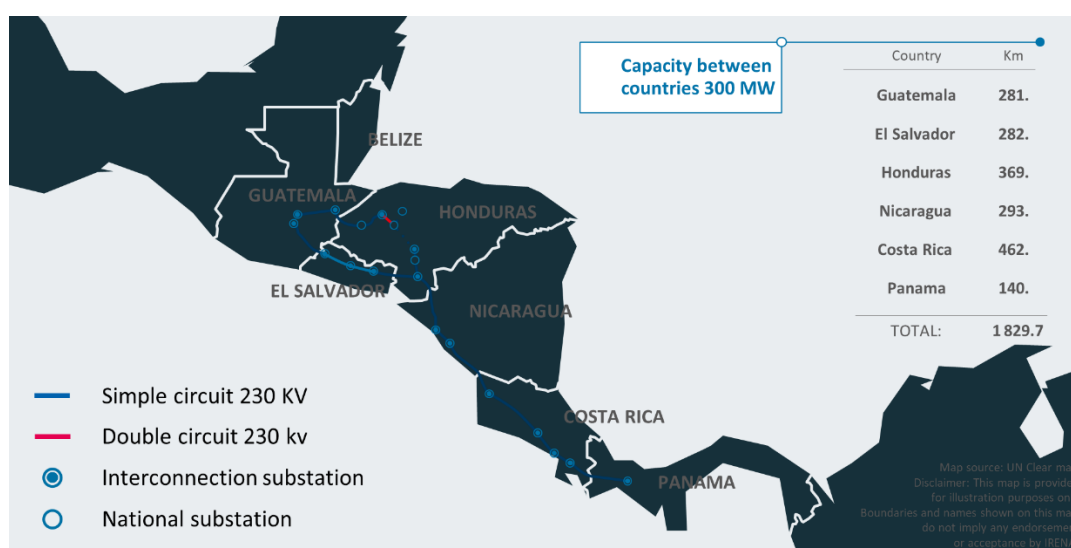 Capacity between
countries 300 MW
Country Km
Guatemala 281.
El Salvador 282.
Honduras 369.
Nicaragua 293.
Costa Rica 462.
Panama 140.
TOTAL: 1 829.7
BELIZE
GUATEMALA
HONDURAS
EL SALVADOR
NICARAGUA
COSTA RICA
PANAMA
Simple circuit 230 KV
Double circuit 230 kv
Interconnection substation
National substation
Map source: UN Clear ma
Disclaimer: This map is provide
for illustration purposes on
Boundaries and names shown on this ma
do not imply any endorseme
or acceptance by IREN